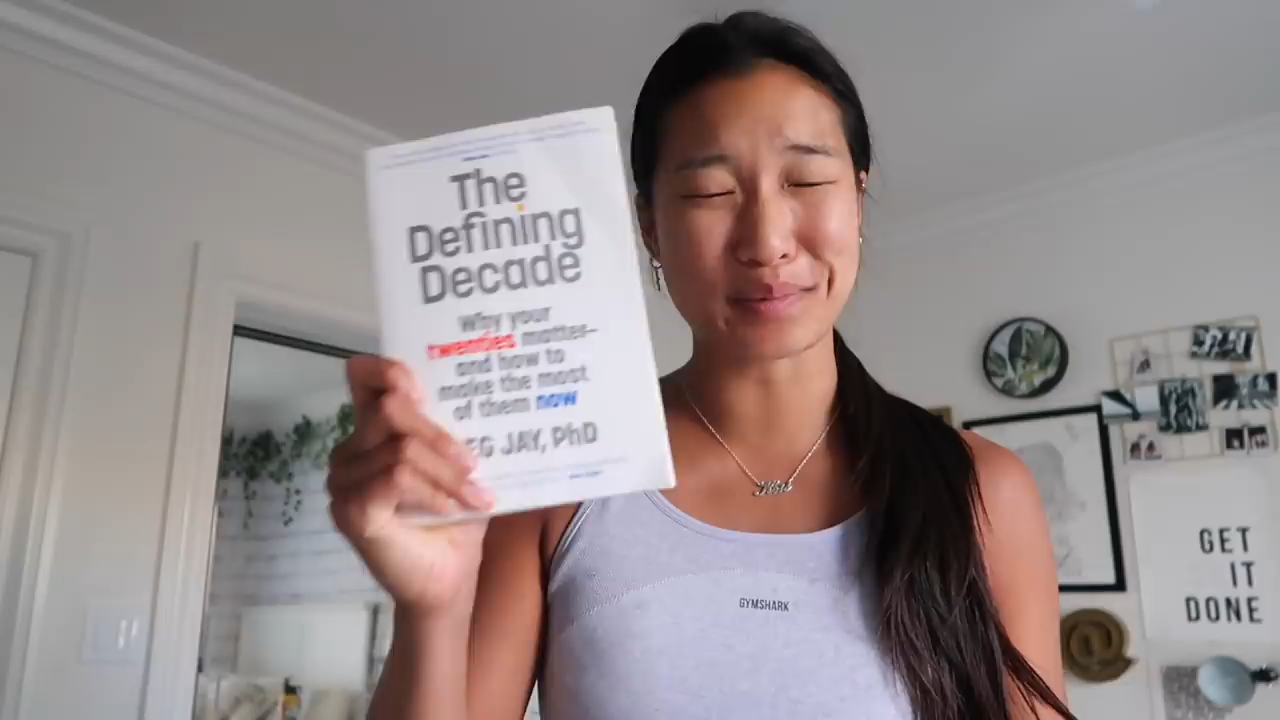 The
Defining
Decade
Why your
twenties matter–
and how to
make the most
of them now
EG JAY, PhD
GYMSHARK
GET
IT
DONE
@